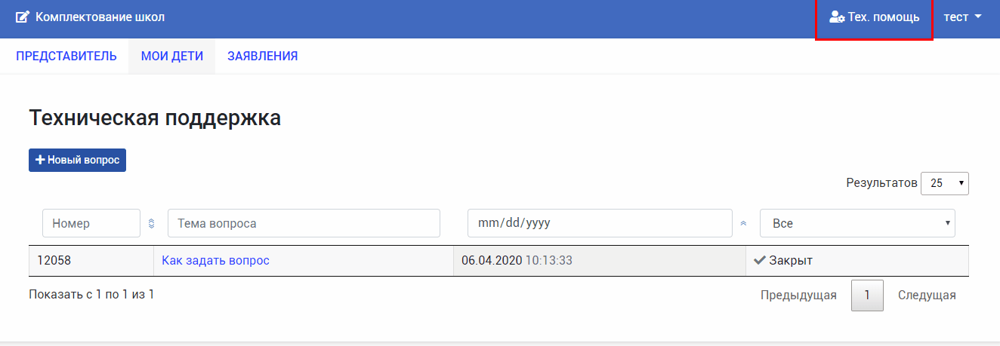 Комплектование школ
Тех. помощь
тест
ПРЕДСТАВИТЕЛЬ МОИ ДЕТИ ЗАЯВЛЕНИЯ
Техническая поддержка
Новый вопрос
Результатов 25
Номер Тема вопроса mm/dd/yyyy Все
12058 Как задать вопрос 06.04.2020 10:13:33 Закрыт
Показать с 1 по 1 из 1
Предыдущая 1 Следущая